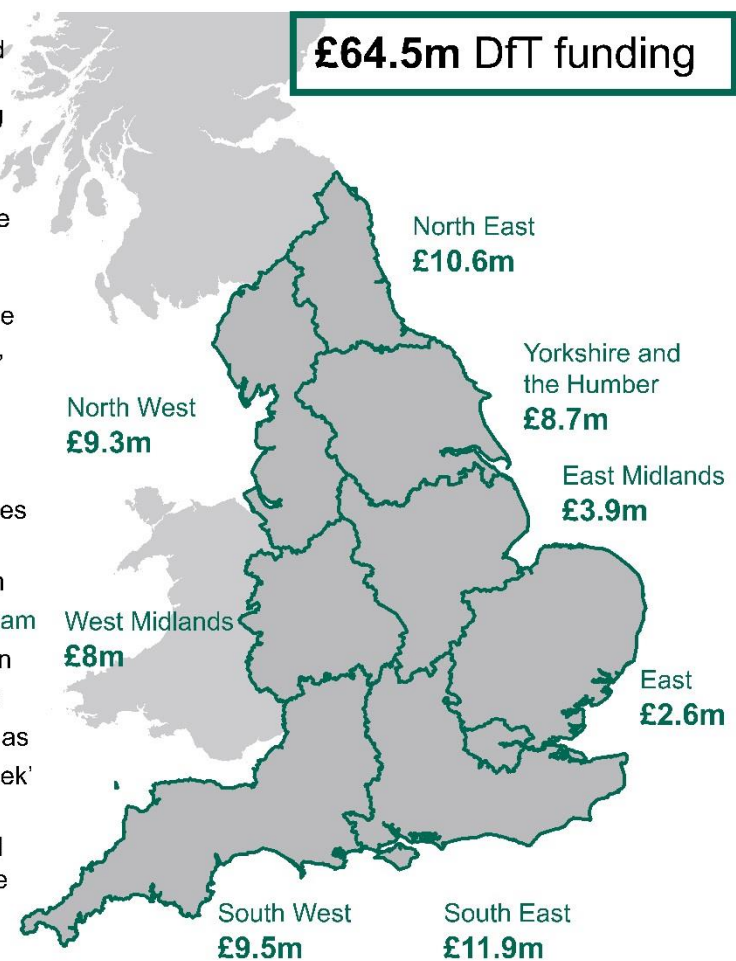 £64.5m DfT funding
North East
£10.6m
Yorkshire and
the Humber
£8.7m
North West
£9.3m
East Midlands
£3.9m
West Midlands
£8m
East
£2.6m
South West
£9.5m
South East
£11.9m